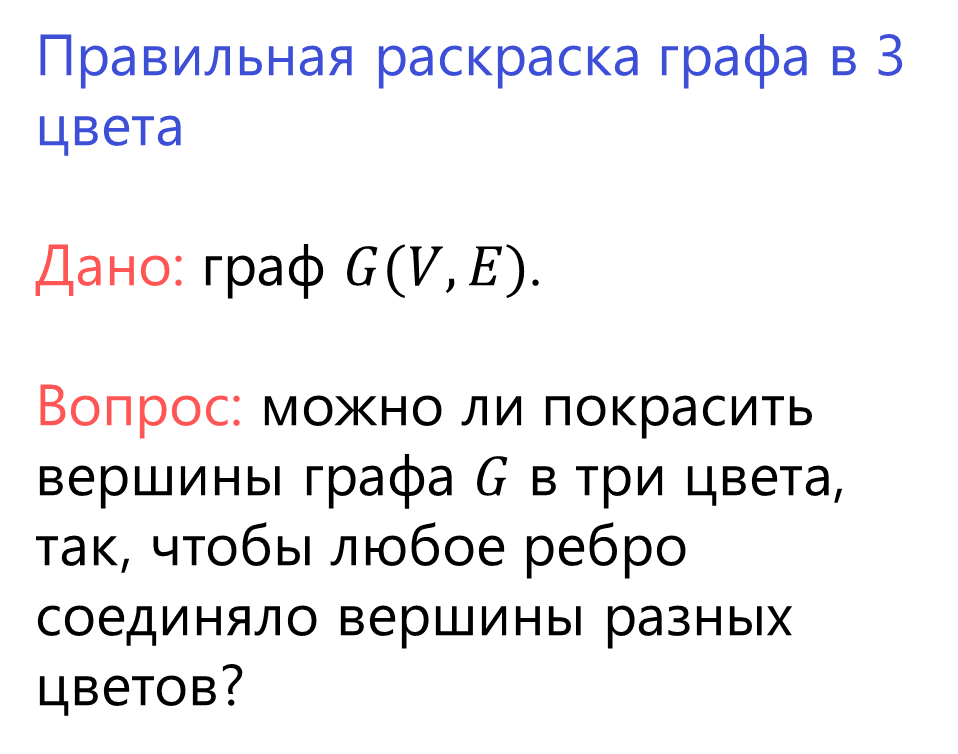 Правильная раскраска графа в 3
цвета
Дано: граф G(V, E).
Вопрос: можно ли покрасить
вершины графа G в три цвета,
так, чтобы любое ребро
соединяло вершины разных
цветов?